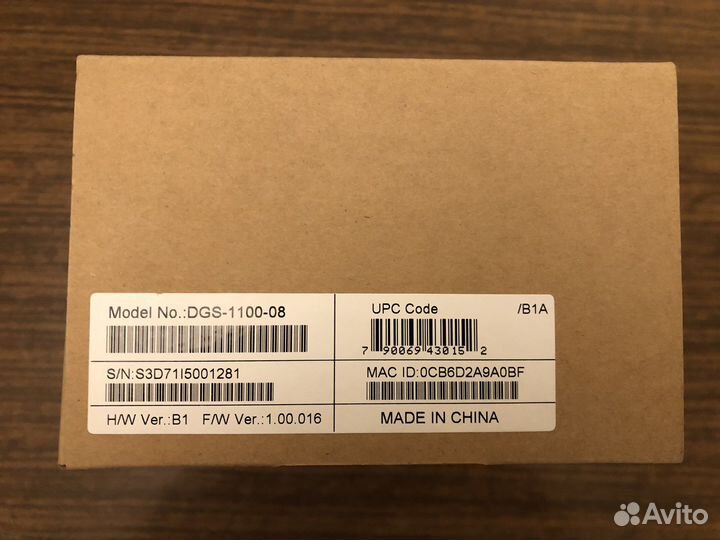 Model No.:DGS-1100-08
UPC Code /B1A
7 90069 43015 2
S/N:S3D71I5001281
MAC ID:0CB6D2A9A0BF
H/W Ver.:B1 F/W Ver.:1.00.016
MADE IN CHINA
Avito